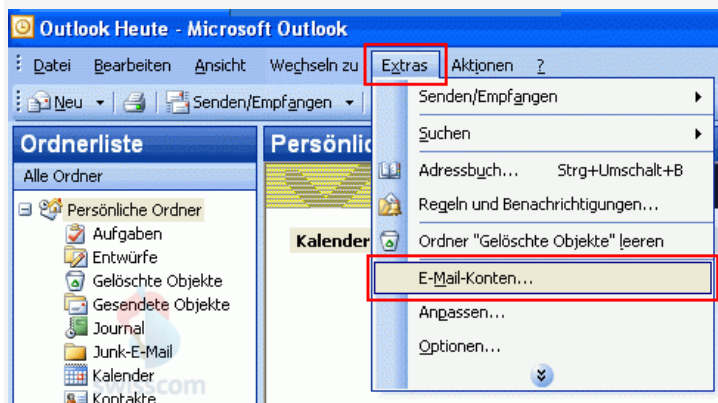 Outlook Heute - Microsoft Outlook
Datei Bearbeiten Ansicht Wechseln zu Extras Aktionen ?
Neu Senden/Empfangen
Ordnerliste
Alle Ordner
Persönliche Ordner
Aufgaben
Entwürfe
Gelöschte Objekte
Gesendete Objekte
Journal
Junk-E-Mail
Kalender
Kontakte
swisscom
Persönlic
Kalender
Senden/Empfangen
Suchen
Adressbuch... Strg+Umschalt+B
Regeln und Benachrichtigungen...
Ordner "Gelöschte Objekte" leeren
E-Mail-Konten...
Anpassen...
Optionen...